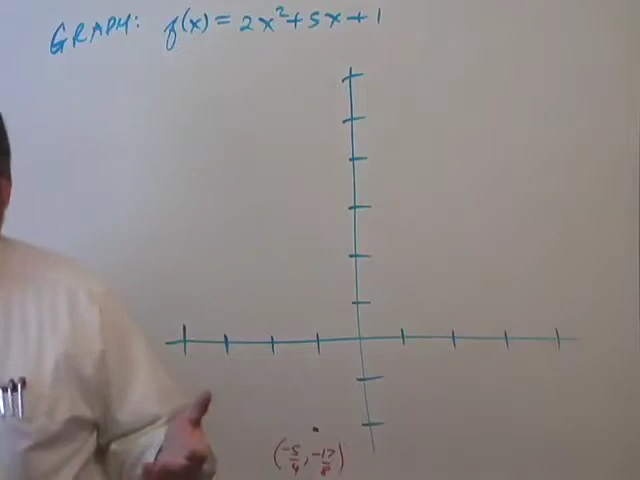 GRAPH: f(x) = 2x²+5x+1
(-5/4, -17/8)